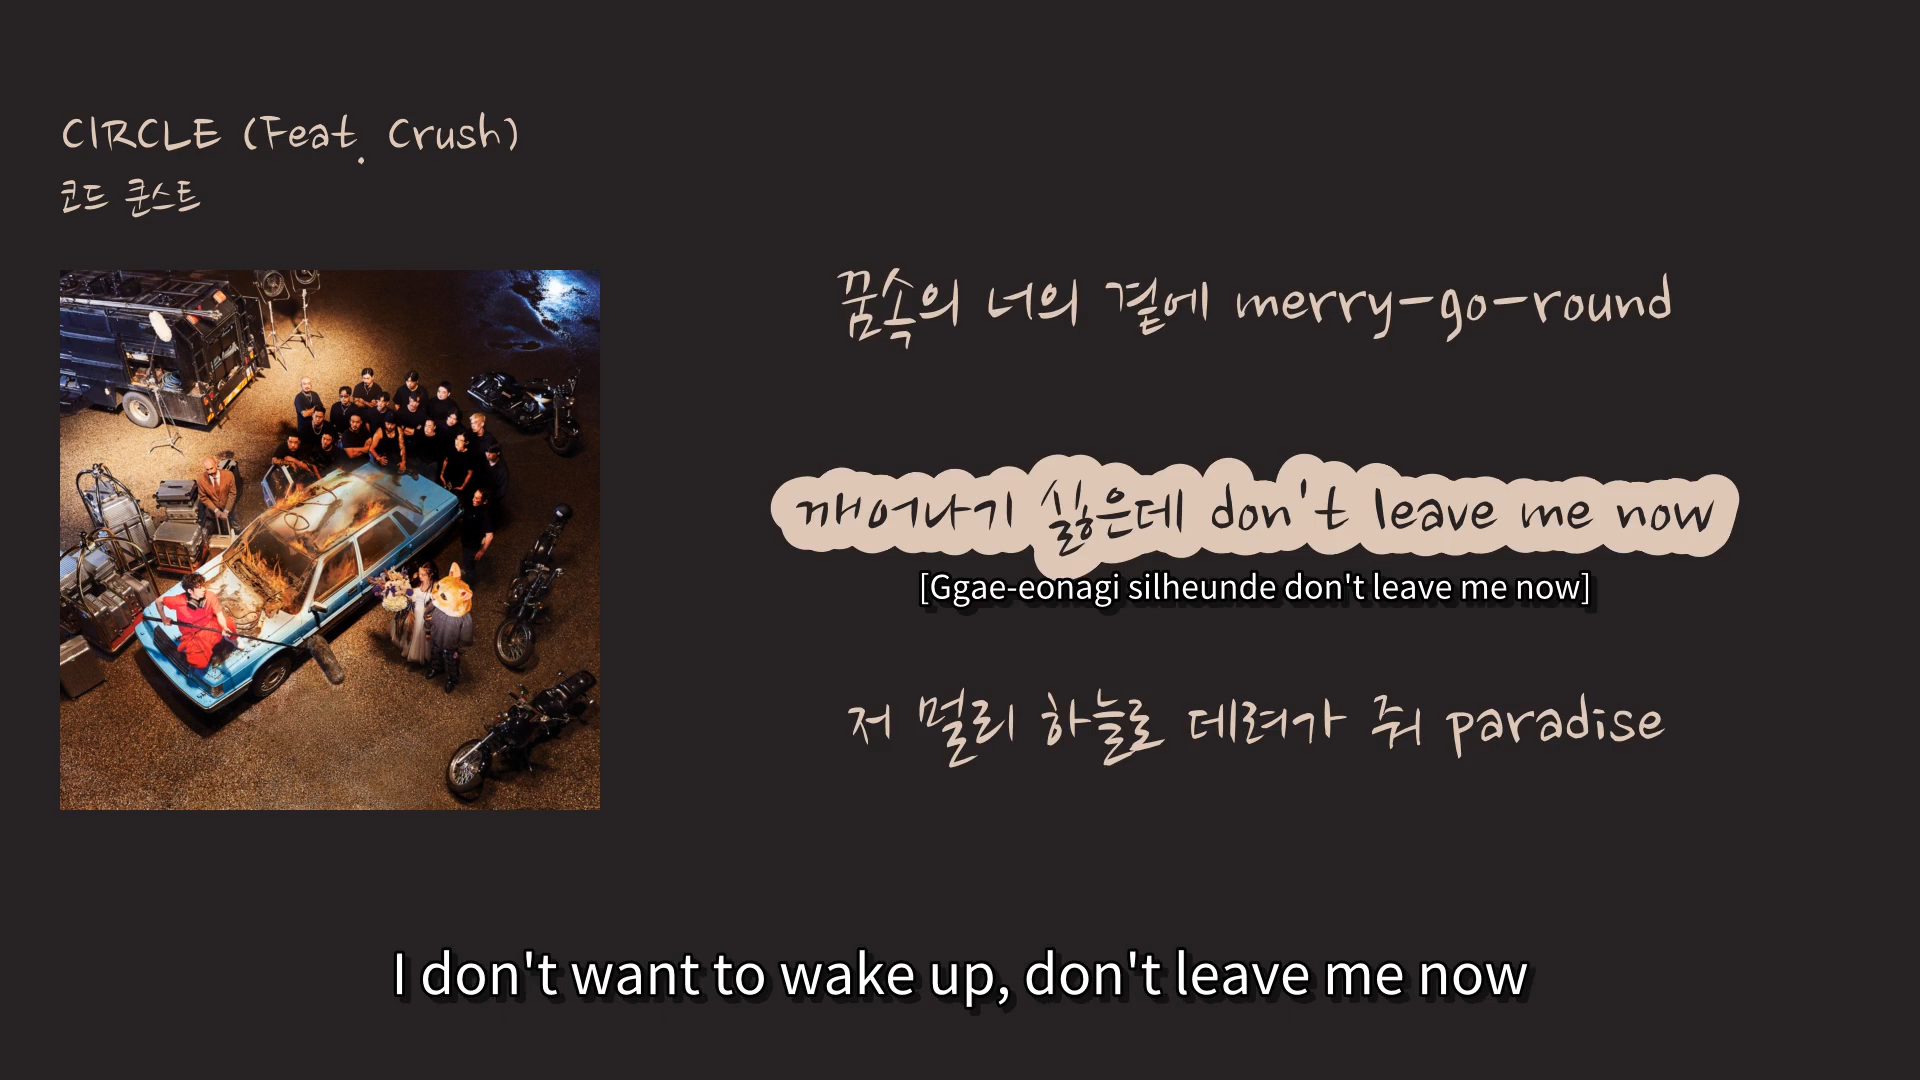 CIRCLE (Feat. Crush)
코드 쿤스트
꿈속의 너의 곁에 merry-go-round
깨어나기 싫은데 don't leave me now
[Ggae-eonagi silheunde don't leave me now]
저 멀리 하늘로 데려가 줘 paradise
I don't want to wake up, don't leave me now